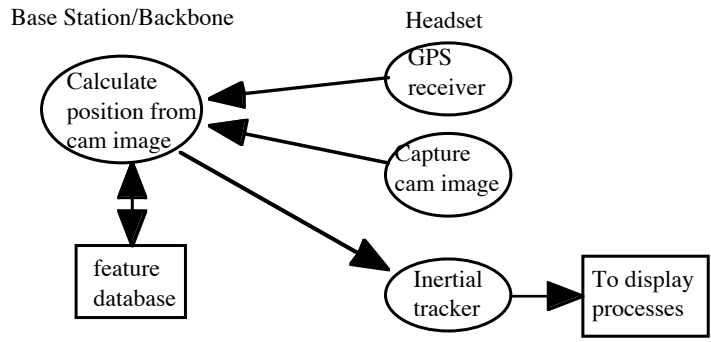 Base Station/Backbone
Headset
GPS
receiver
Calculate
position from
cam image
Capture
cam image
feature
database
Inertial
tracker
To display
processes